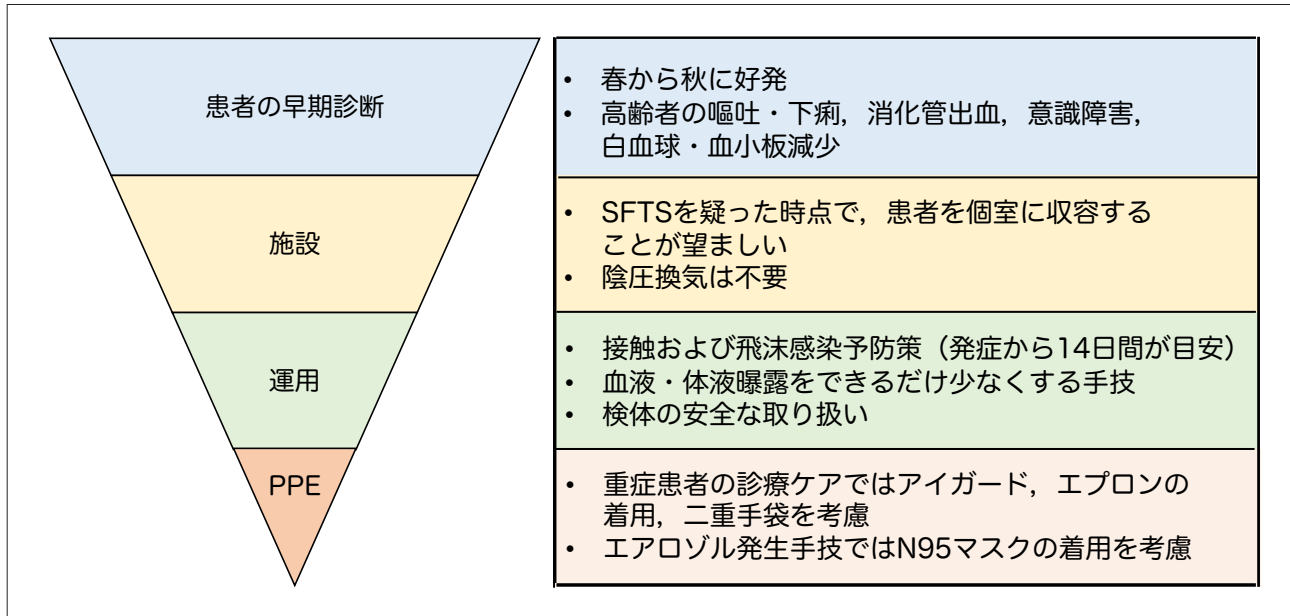 患者の早期診断
• 春から秋に好発
• 高齢者の嘔吐・下痢，消化管出血，意識障害，
白血球・血小板減少
施設
• SFTSを疑った時点で，患者を個室に収容する
ことが望ましい
• 陰圧換気は不要
運用
• 接触および飛沫感染予防策（発症から14日間が目安）
• 血液・体液曝露をできるだけ少なくする手技
• 検体の安全な取り扱い
PPE
• 重症患者の診療ケアではアイガード，エプロンの
着用，二重手袋を考慮
• エアロゾル発生手技ではN95マスクの着用を考慮